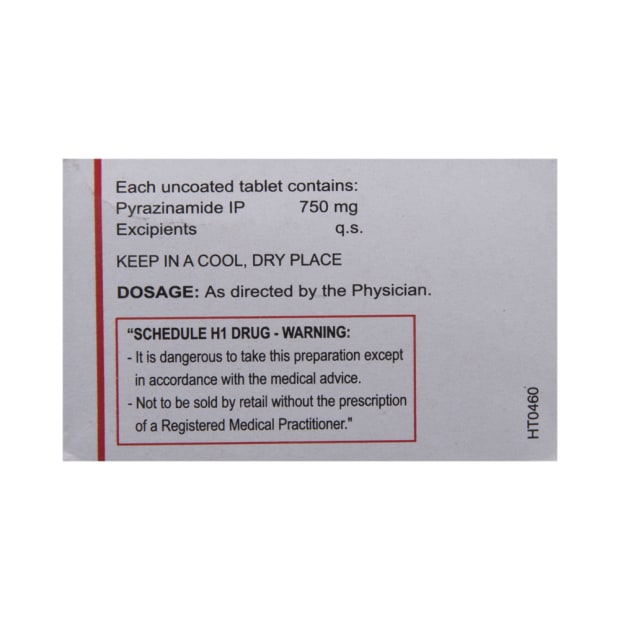 Each uncoated tablet contains:
Pyrazinamide IP 750 mg
Excipients q.s.
KEEP IN A COOL, DRY PLACE
DOSAGE: As directed by the Physician.
“SCHEDULE H1 DRUG - WARNING:
- It is dangerous to take this preparation except
in accordance with the medical advice.
- Not to be sold by retail without the prescription
of a Registered Medical Practitioner."
HT0460